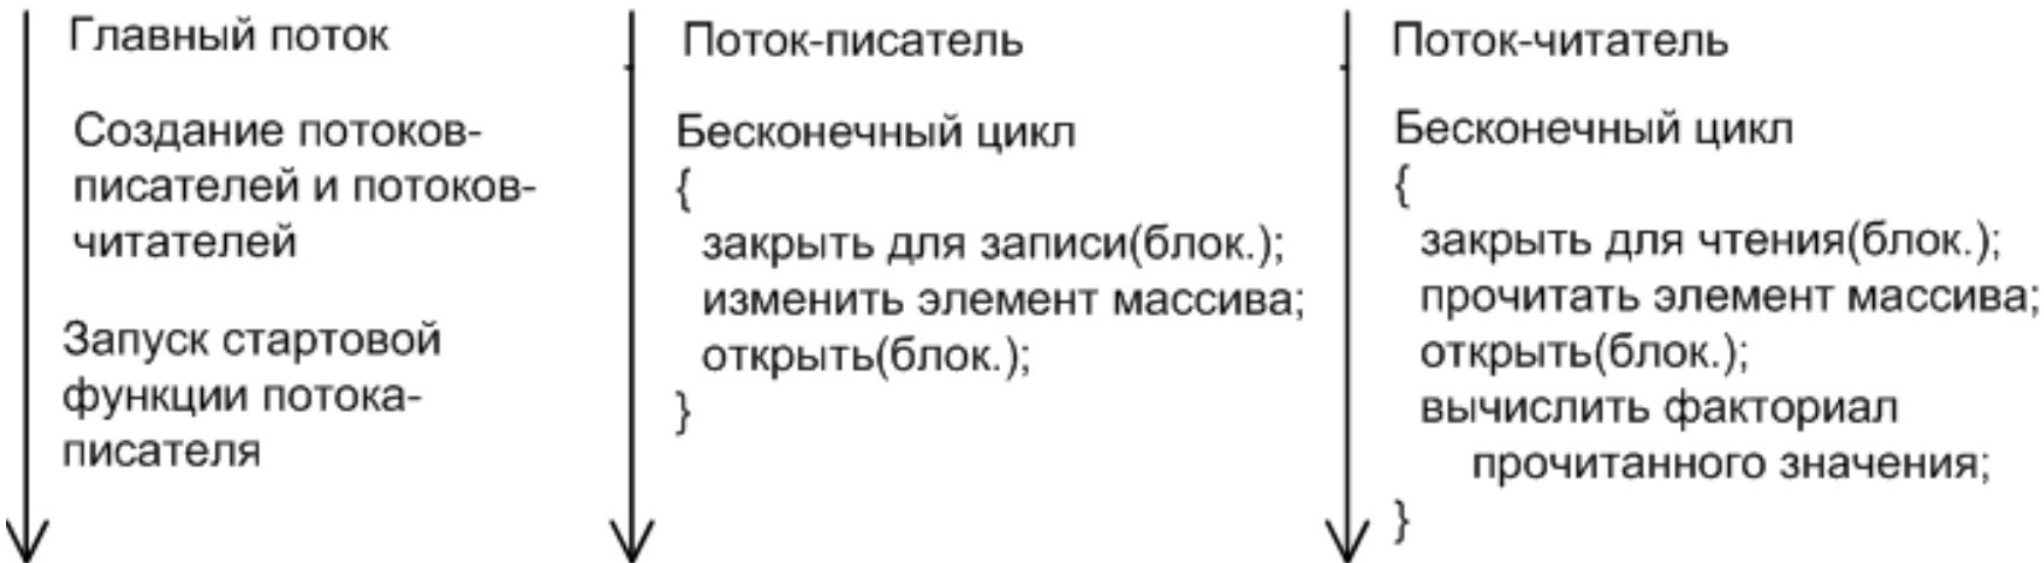 Главный поток
Создание потоков-
писателей и потоков-
читателей
Запуск стартовой
функции потока-
писателя
Поток-писатель
Бесконечный цикл
{
закрыть для записи(блок.);
изменить элемент массива;
открыть(блок.);
}
Поток-читатель
Бесконечный цикл
{
закрыть для чтения(блок.);
прочитать элемент массива;
открыть(блок.);
вычислить факториал
прочитанного значения;
}